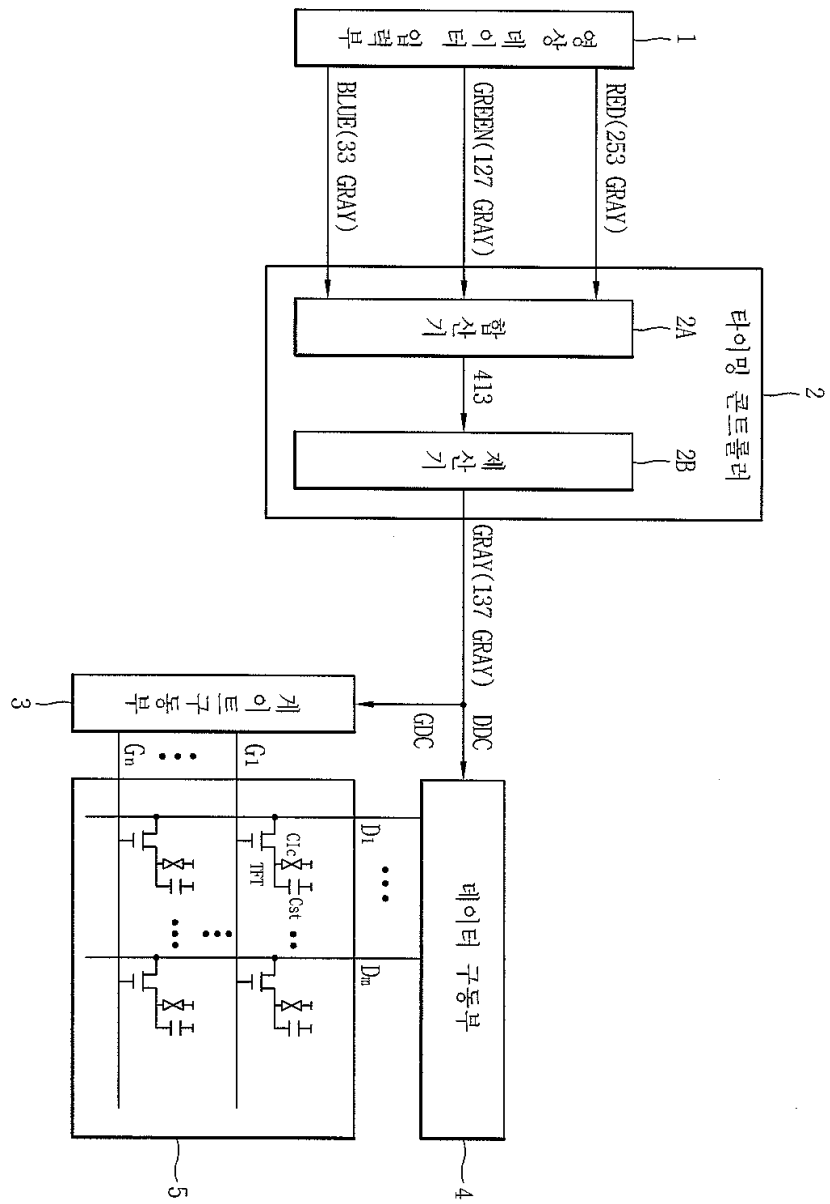 1
영상 데이터 입력부
RED(253 GRAY)
GREEN(127 GRAY)
BLUE(33 GRAY)
2
타이밍 콘트롤러
2A
합산기
413
2B
제산기
GRAY(137 GRAY)
DDC
GDC
데이터 구동부
4
D1
Dm
게이트구동부
3
G1
Gn
Clc
TFT
Cst
5